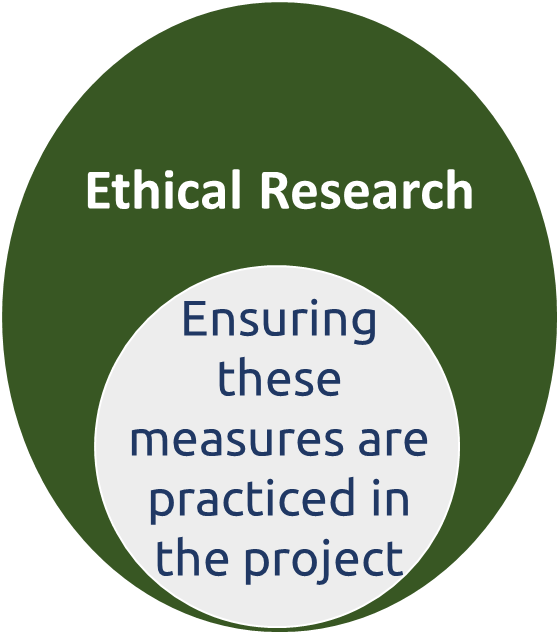 Ethical Research
Ensuring
these
measures are
practiced in
the project